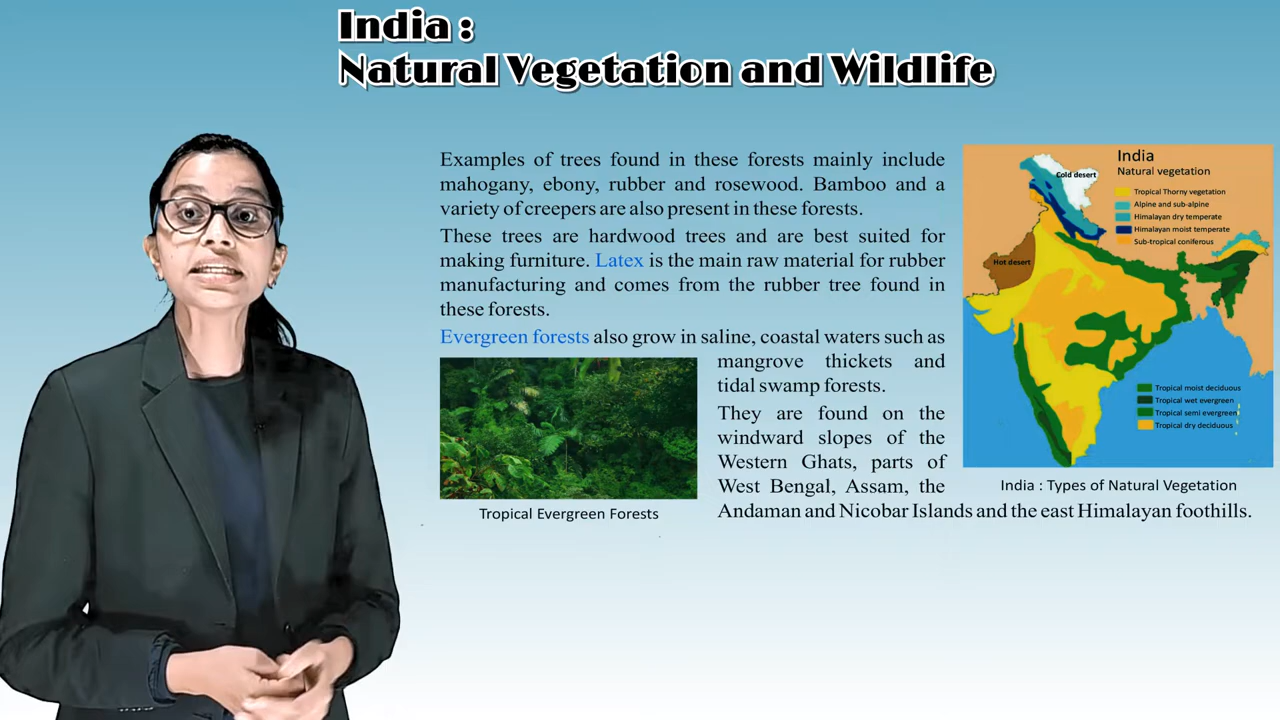 India :
Natural Vegetation and Wildlife
Examples of trees found in these forests mainly include
mahogany, ebony, rubber and rosewood. Bamboo and a
variety of creepers are also present in these forests.
These trees are hardwood trees and are best suited for
making furniture. Latex is the main raw material for rubber
manufacturing and comes from the rubber tree found in
these forests.
Evergreen forests also grow in saline, coastal waters such as
mangrove thickets and
tidal swamp forests.
They are found on the
windward slopes of the
Western Ghats, parts of
West Bengal, Assam, the
Andaman and Nicobar Islands and the east Himalayan foothills.
Tropical Evergreen Forests
India
Natural vegetation
Cold desert
Tropical Thorny vegetation
Alpine and sub-alpine
Himalayan dry temperate
Himalayan moist temperate
Sub-tropical coniferous
Hot desert
Tropical moist deciduous
Tropical wet evergreen
Tropical semi evergreen
Tropical dry deciduous
India : Types of Natural Vegetation